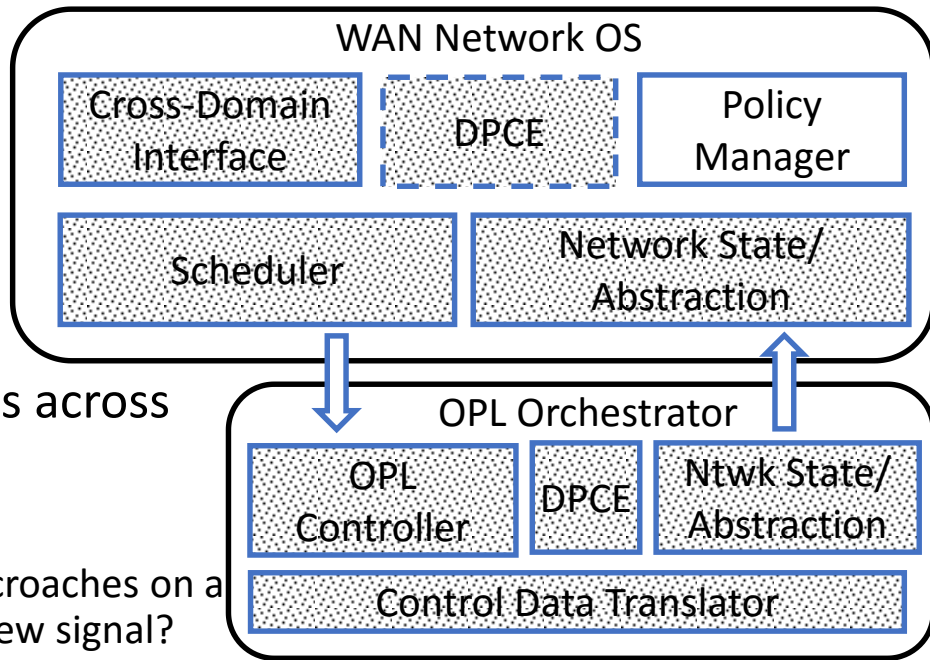 WAN Network OS
Cross-Domain
Interface
DPCE
Policy
Manager
Scheduler
Network State/
Abstraction
s across
OPL Orchestrator
OPL
Controller
DPCE
Ntwk State/
Abstraction
croaches on a
ew signal?
Control Data Translator